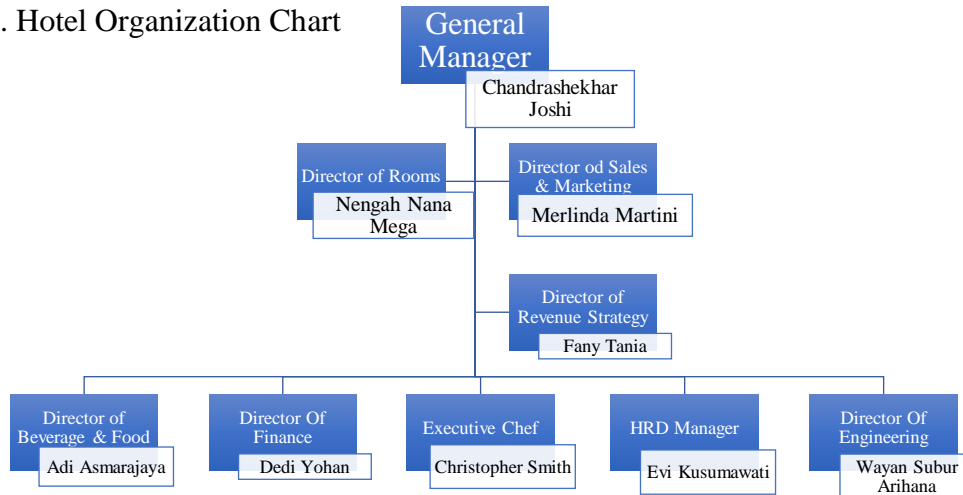 . Hotel Organization Chart
General
Manager
Chandrashekhar
Joshi
Director of Rooms
Nengah Nana
Mega
Director od Sales
& Marketing
Merlinda Martini
Director of
Revenue Strategy
Fany Tania
Director of
Beverage & Food
Adi Asmarajaya
Director Of
Finance
Dedi Yohan
Executive Chef
Christopher Smith
HRD Manager
Evi Kusumawati
Director Of
Engineering
Wayan Subur
Arihana